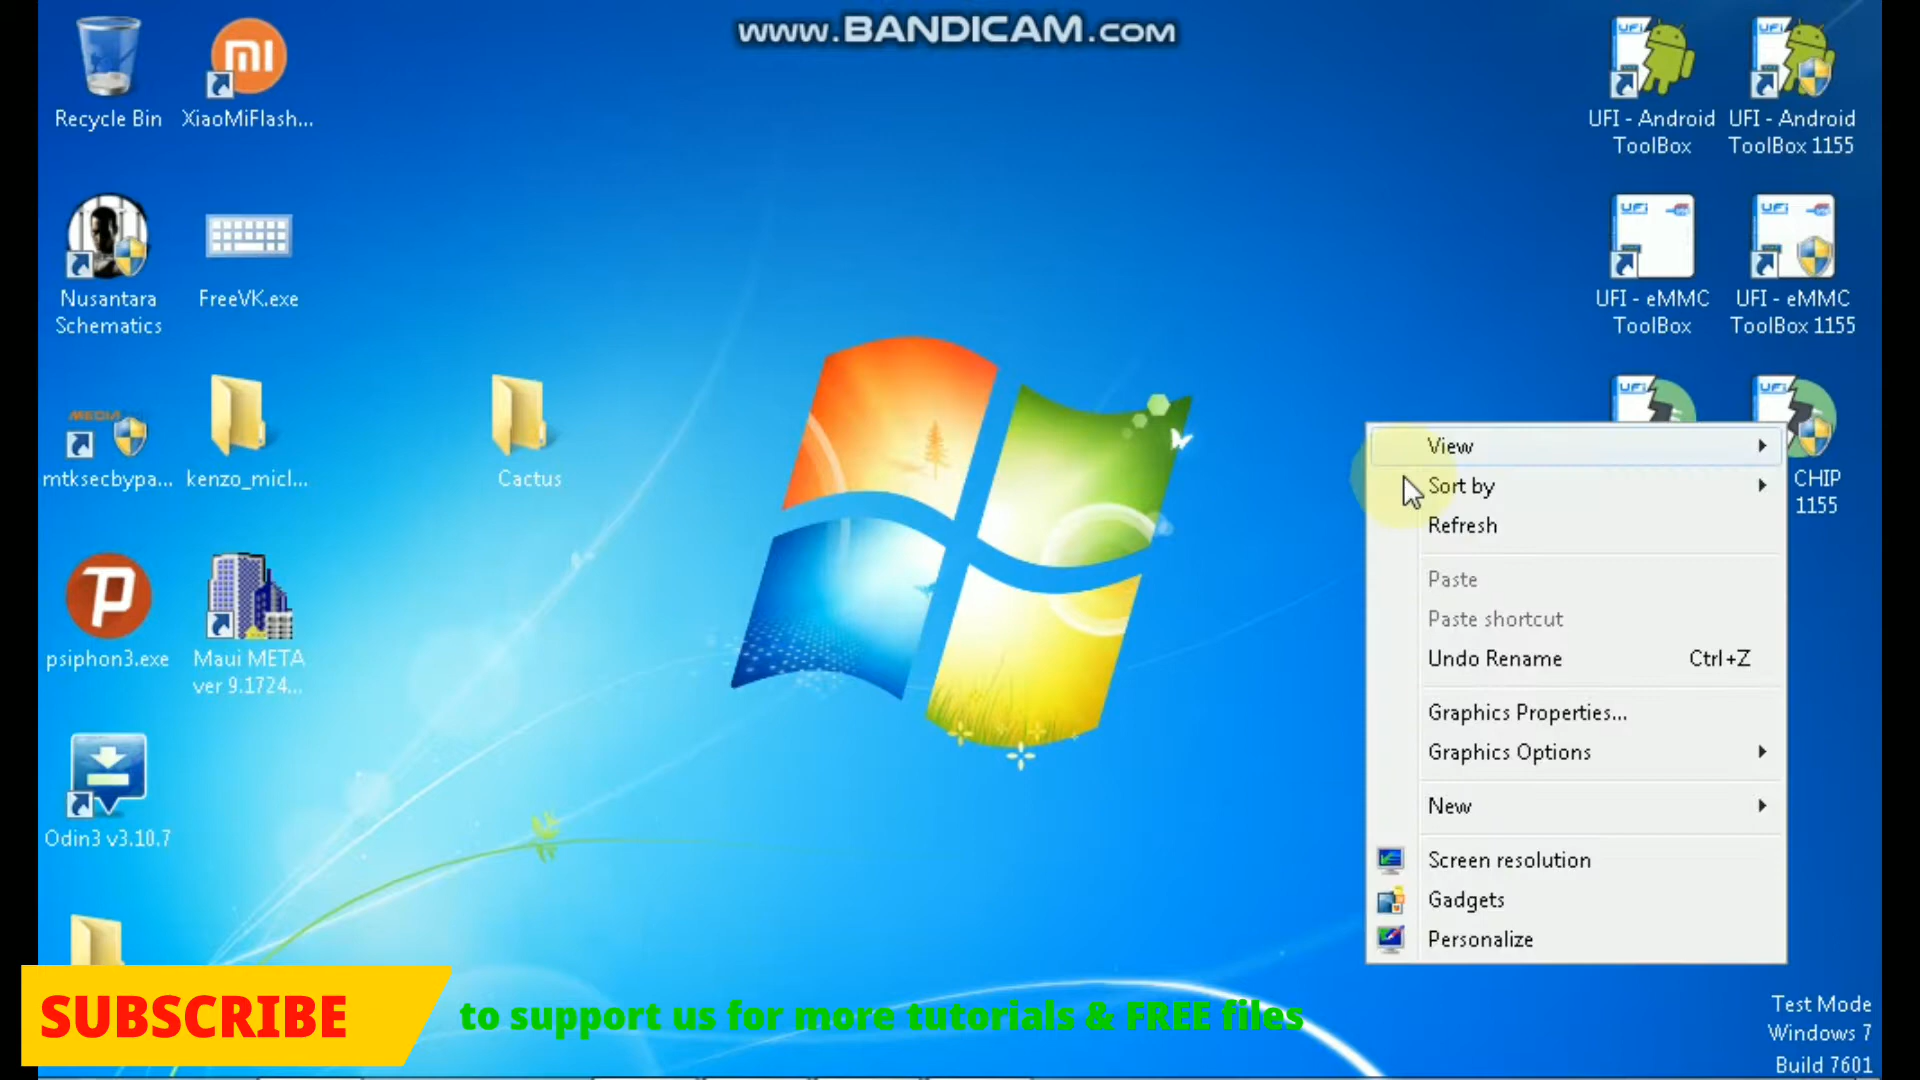 www.BANDICAM.com
Recycle Bin
XiaoMiFlash...
Nusantara
Schematics
FreeVK.exe
mtksecbypa...
kenzo_micl...
Cactus
psiphon3.exe
Maui META
ver 9.1724...
Odin3 v3.10.7
UFI - Android
ToolBox
UFI - Android
ToolBox 1155
UFI - eMMC
ToolBox
UFI - eMMC
ToolBox 1155
CHIP
1155
View
Sort by
Refresh
Paste
Paste shortcut
Undo Rename Ctrl+Z
Graphics Properties...
Graphics Options
New
Screen resolution
Gadgets
Personalize
SUBSCRIBE
to support us for more tutorials & FREE files
Test Mode
Windows 7
Build 7601